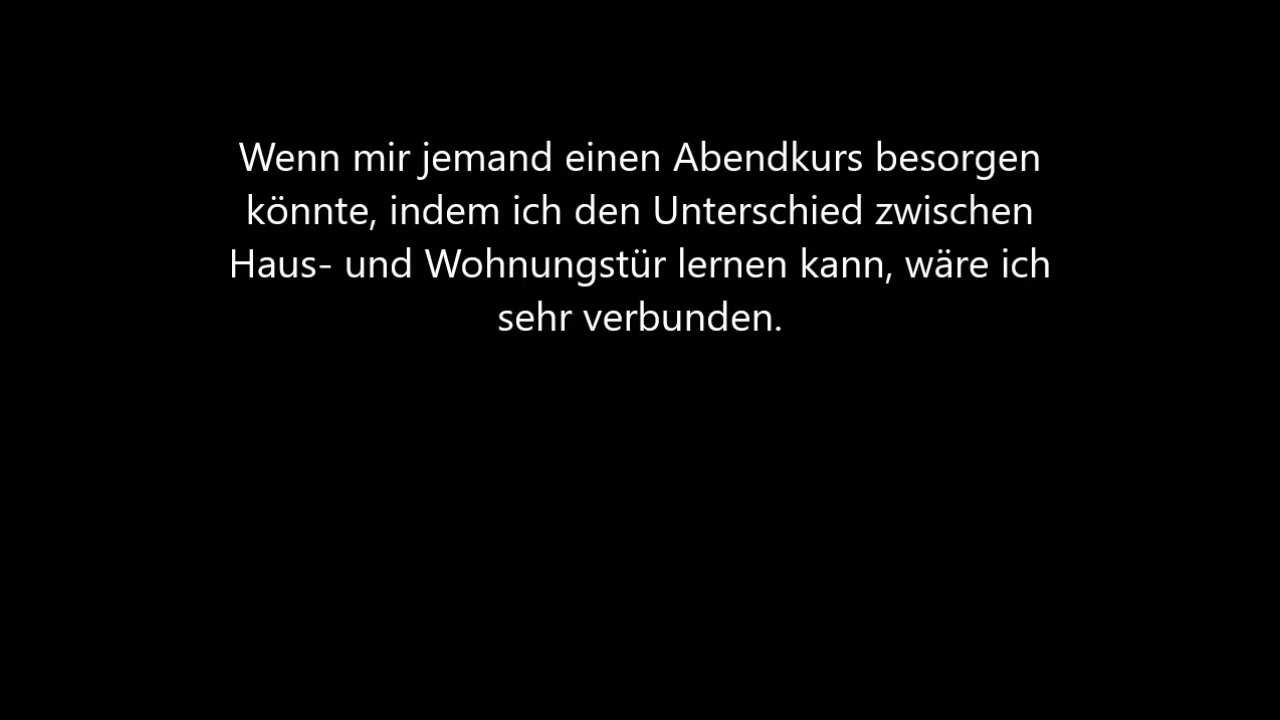 Wenn mir jemand einen Abendkurs besorgen
könnte, indem ich den Unterschied zwischen
Haus- und Wohnungstür lernen kann, wäre ich
sehr verbunden.